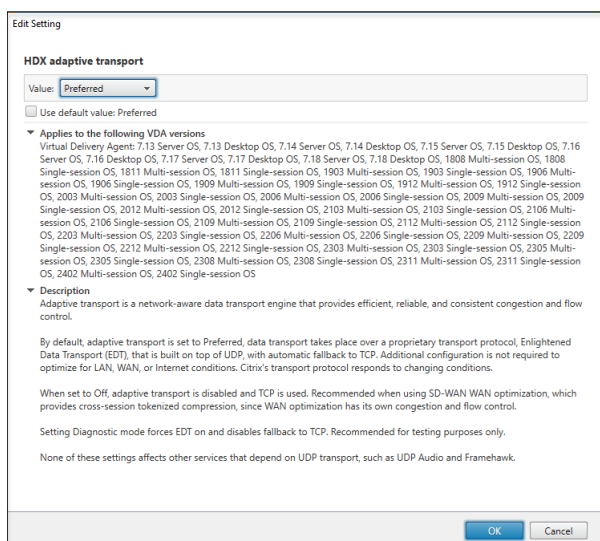 Edit Setting
HDX adaptive transport
Value: Preferred
Use default value: Preferred
Applies to the following VDA versions
Virtual Delivery Agent: 7.13 Server OS, 7.13 Desktop OS, 7.14 Server OS, 7.14 Desktop OS, 7.15 Server OS, 7.15 Desktop OS, 7.16
Server OS, 7.16 Desktop OS, 7.17 Server OS, 7.17 Desktop OS, 7.18 Server OS, 7.18 Desktop OS, 1808 Multi-session OS, 1808
Single-session OS, 1811 Multi-session OS, 1811 Single-session OS, 1903 Multi-session OS, 1903 Single-session OS, 1906 Multi-
session OS, 1906 Single-session OS, 1909 Multi-session OS, 1909 Single-session OS, 1912 Multi-session OS, 1912 Single-session
OS, 2003 Multi-session OS, 2003 Single-session OS, 2006 Multi-session OS, 2006 Single-session OS, 2009 Multi-session OS, 2009
Single-session OS, 2012 Multi-session OS, 2012 Single-session OS, 2103 Multi-session OS, 2103 Single-session OS, 2106 Multi-
session OS, 2106 Single-session OS, 2109 Multi-session OS, 2109 Single-session OS, 2112 Multi-session OS, 2112 Single-session
OS, 2203 Multi-session OS, 2203 Single-session OS, 2206 Multi-session OS, 2206 Single-session OS, 2209 Multi-session OS, 2209
Single-session OS, 2212 Multi-session OS, 2212 Single-session OS, 2303 Multi-session OS, 2303 Single-session OS, 2305 Multi-
session OS, 2305 Single-session OS, 2308 Multi-session OS, 2308 Single-session OS, 2311 Multi-session OS, 2311 Single-session
OS, 2402 Multi-session OS, 2402 Single-session OS
Description
Adaptive transport is a network-aware data transport engine that provides efficient, reliable, and consistent congestion and flow
control.
By default, adaptive transport is set to Preferred, data transport takes place over a proprietary transport protocol, Enlightened
Data Transport (EDT), that is built on top of UDP, with automatic fallback to TCP. Additional configuration is not required to
optimize for LAN, WAN, or Internet conditions. Citrix's transport protocol responds to changing conditions.
When set to Off, adaptive transport is disabled and TCP is used. Recommended when using SD-WAN WAN optimization, which
provides cross-session tokenized compression, since WAN optimization has its own congestion and flow control.
Setting Diagnostic mode forces EDT on and disables fallback to TCP. Recommended for testing purposes only.
None of these settings affects other services that depend on UDP transport, such as UDP Audio and Framehawk.
OK Cancel